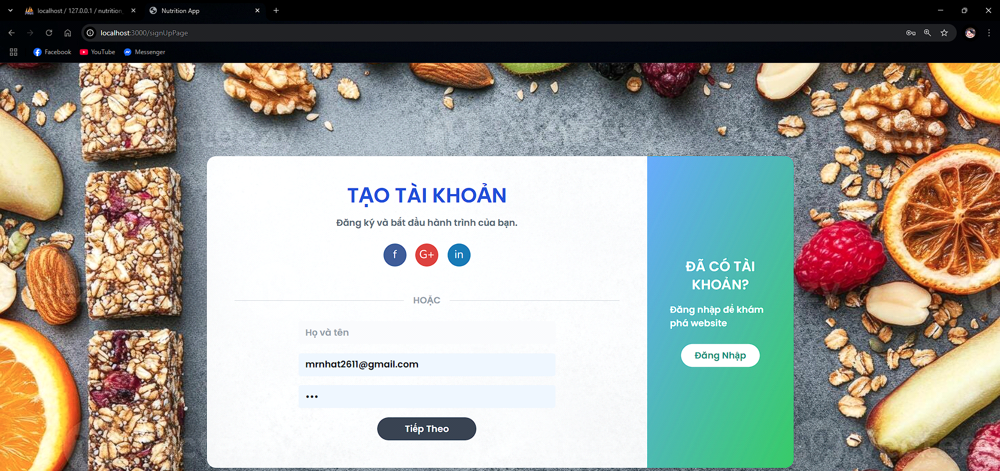 localhost / 127.0.0.1 / nutrition_
Nutrition App
localhost:3000/signUpPage
Facebook
YouTube
Messenger
TẠO TÀI KHOẢN
Đăng ký và bắt đầu hành trình của bạn.
f
G+
in
HOẶC
Họ và tên
mrnhat2611@gmail.com
•••
Tiếp Theo
ĐÃ CÓ TÀI
KHOẢN?
Đăng nhập để khám
phá website
Đăng Nhập